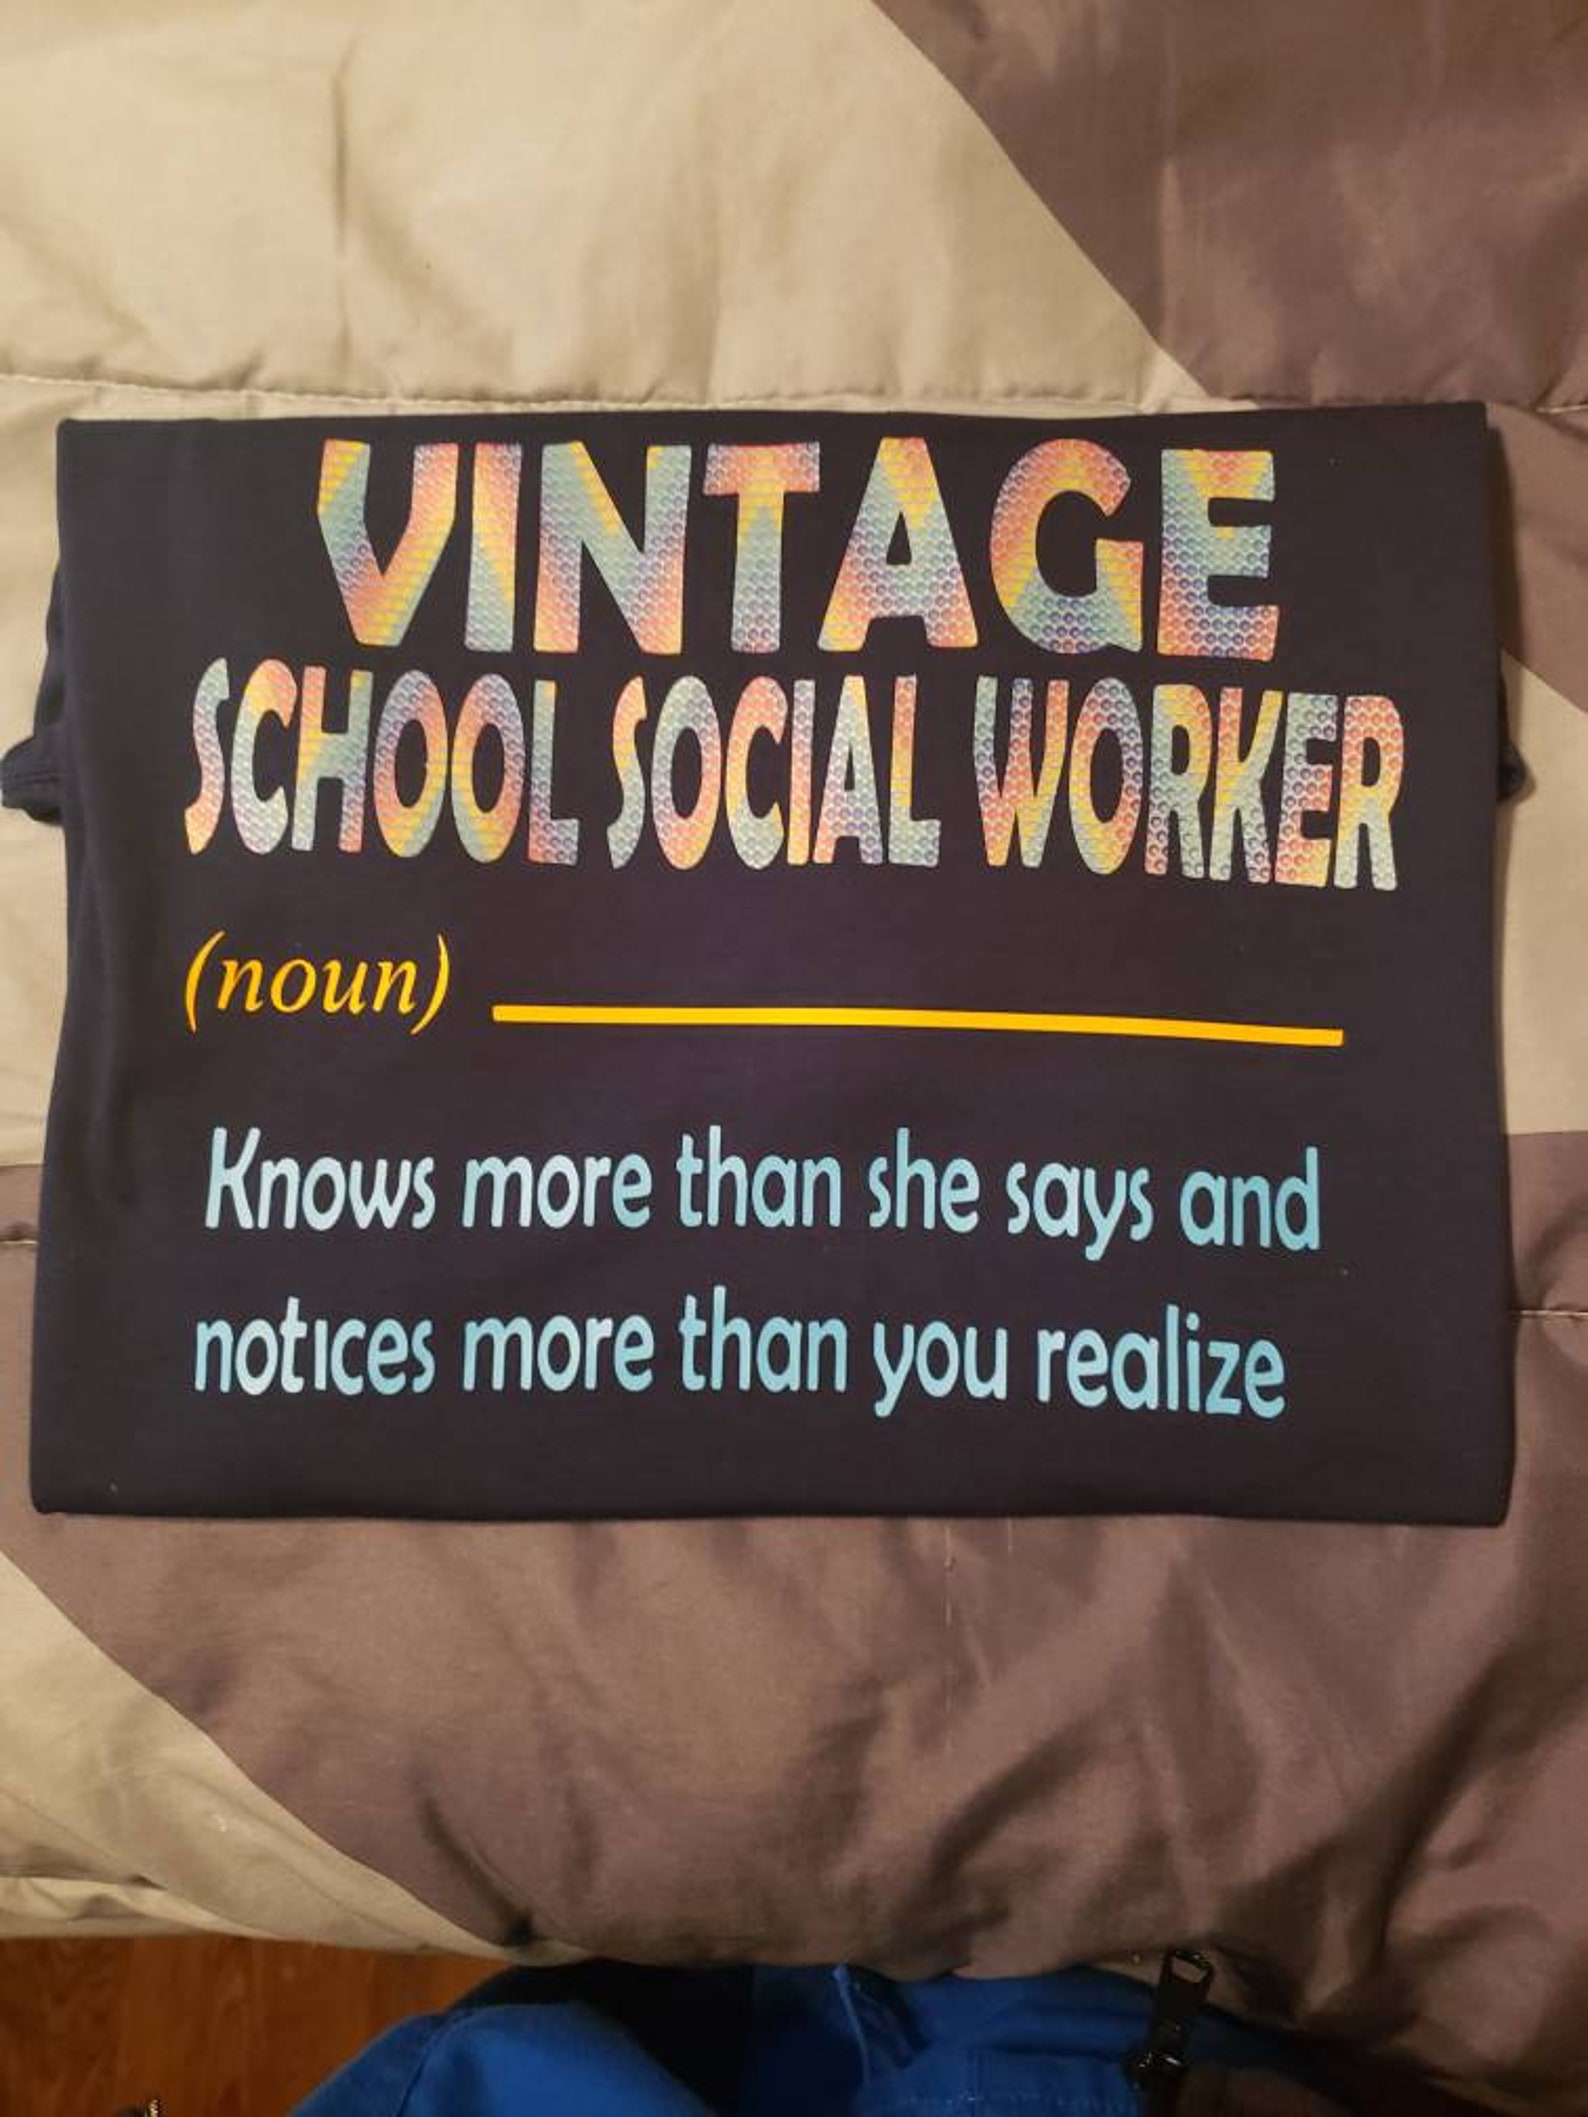 VINTAGE
SCHOOL SOCIAL WORKER
(noun)
Knows more than she says and
notices more than you realize